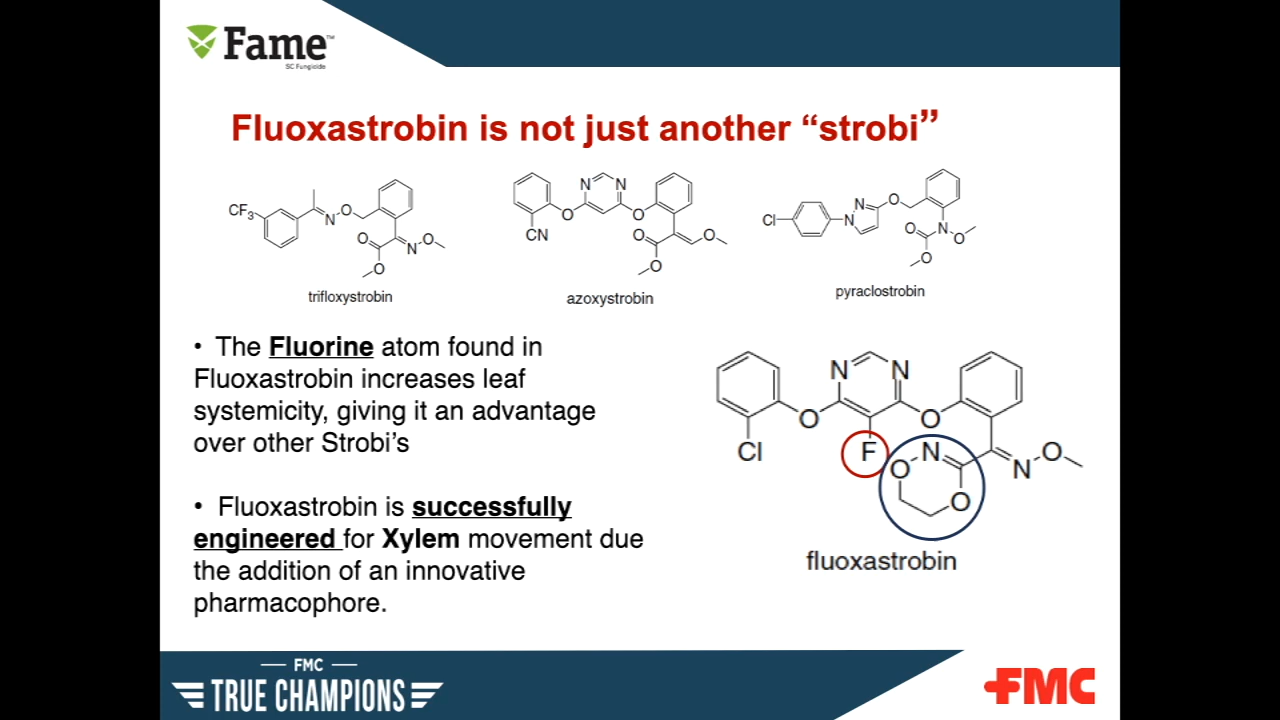 Fame™
SC Fungicide
Fluoxastrobin is not just another “strobi”
CF3
N
O
O
O
N
O
trifloxystrobin
N
N
O
O
CN
O
O
O
azoxystrobin
Cl
N
N
O
O
N
O
O
pyraclostrobin
• The Fluorine atom found in
Fluoxastrobin increases leaf
systemicity, giving it an advantage
over other Strobi’s
• Fluoxastrobin is successfully
engineered for Xylem movement due
the addition of an innovative
pharmacophore.
N
N
O
O
Cl
F
O
N
N
O
O
fluoxastrobin
FMC
TRUE CHAMPIONS
FMC